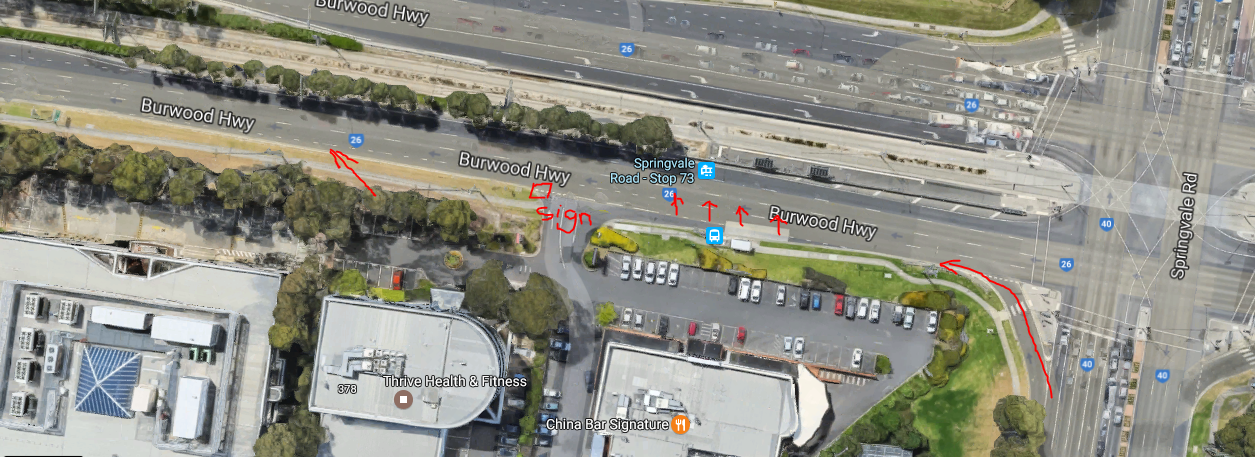 Burwood Hwy
26
26
Burwood Hwy
26
Burwood Hwy
Springvale
Road - Stop 73
26
Burwood Hwy
sign
40
26
Springvale Rd
40
40
378
Thrive Health & Fitness
China Bar Signature